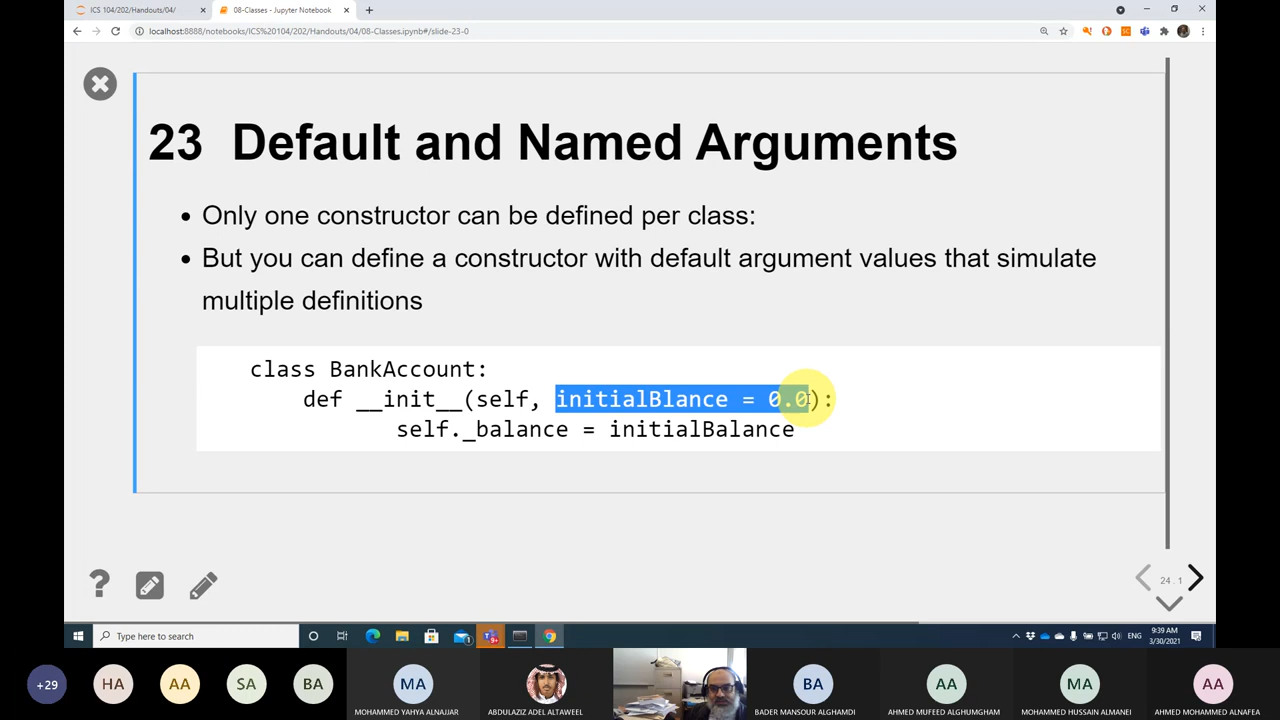 ICS 104/202/Handouts/04/
08-Classes - Jupyter Notebook
localhost:8888/notebooks/ICS%20104/202/Handouts/04/08-Classes.ipynb#/slide-23-0
23 Default and Named Arguments
Only one constructor can be defined per class:
But you can define a constructor with default argument values that simulate
multiple definitions
class BankAccount:
def __init__(self, initialBlance = 0.0):
self._balance = initialBalance
24.1
Type here to search
9+
1
ENG
9:39 AM
3/30/2021
+29
HA
AA
SA
BA
MA
MOHAMMED YAHYA ALNAJJAR
ABDULAZIZ ADEL ALTAWEEL
BA
BADER MANSOUR ALGHAMDI
AA
AHMED MUFEED ALGHUMGHAM
MA
MOHAMMED HUSSAIN ALMANEI
AA
AHMED MOHAMMED ALNAFEA